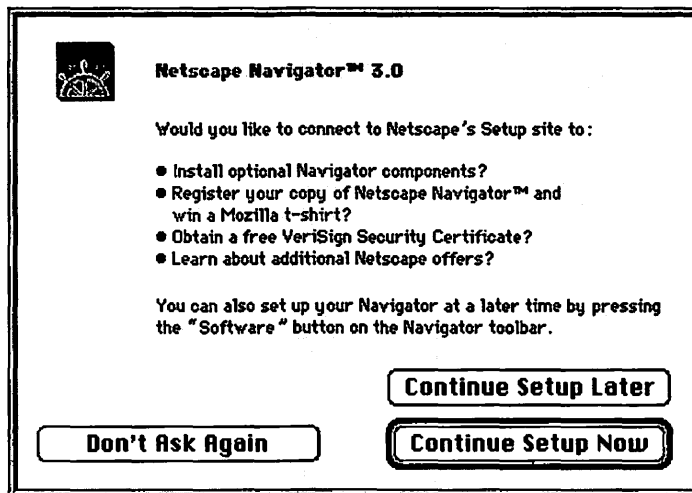 Netscape Navigator™ 3.0
Would you like to connect to Netscape's Setup site to:
● Install optional Navigator components?
● Register your copy of Netscape Navigator™ and
win a Mozilla t-shirt?
● Obtain a free VeriSign Security Certificate?
● Learn about additional Netscape offers?
You can also set up your Navigator at a later time by pressing
the "Software" button on the Navigator toolbar.
Continue Setup Later
Don't Ask Again
Continue Setup Now